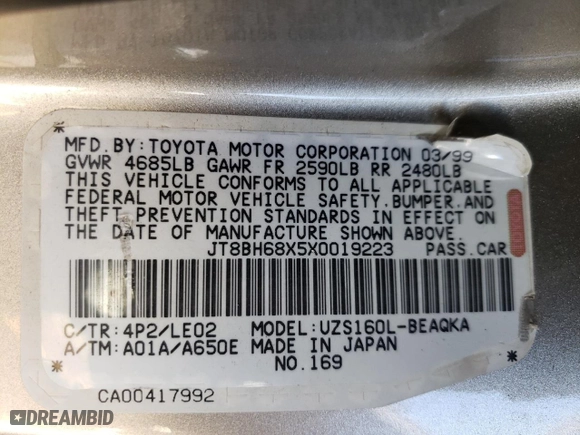 MFD.BY:TOYOTA MOTOR CORPORATION 03/99
GVWR 4685LB GAWR FR 2590LB RR 2480LB
THIS VEHICLE CONFORMS TO ALL APPLICABLE
FEDERAL MOTOR VEHICLE SAFETY.BUMPER.AND
THEFT PREVENTION STANDARDS IN EFFECT ON
THE DATE OF MANUFACTURE SHOWN ABOVE.
JT8BH68X5X0019223 PASS.CAR
TOYOTA
C/TR:4P2/LE02 MODEL:UZS160L-BEAQKA
A/TM:A01A/A650E MADE IN JAPAN
NO.169
CA00417992
DREAMBID